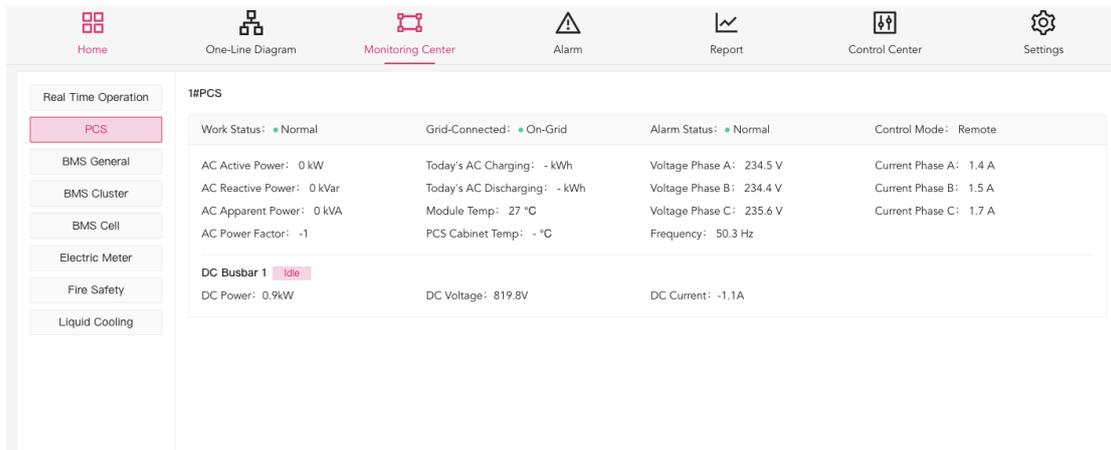 Home One-Line Diagram Monitoring Center Alarm Report Control Center Settings
Real Time Operation
PCS
BMS General
BMS Cluster
BMS Cell
Electric Meter
Fire Safety
Liquid Cooling
1#PCS
Work Status: Normal Grid-Connected: On-Grid Alarm Status: Normal Control Mode: Remote
AC Active Power: 0 kW Today's AC Charging: - kWh Voltage Phase A: 234.5 V Current Phase A: 1.4 A
AC Reactive Power: 0 kVar Today's AC Discharging: - kWh Voltage Phase B: 234.4 V Current Phase B: 1.5 A
AC Apparent Power: 0 kVA Module Temp: 27 °C Voltage Phase C: 235.6 V Current Phase C: 1.7 A
AC Power Factor: -1 PCS Cabinet Temp: - °C Frequency: 50.3 Hz
DC Busbar 1 Idle
DC Power: 0.9kW DC Voltage: 819.8V DC Current: -1.1A